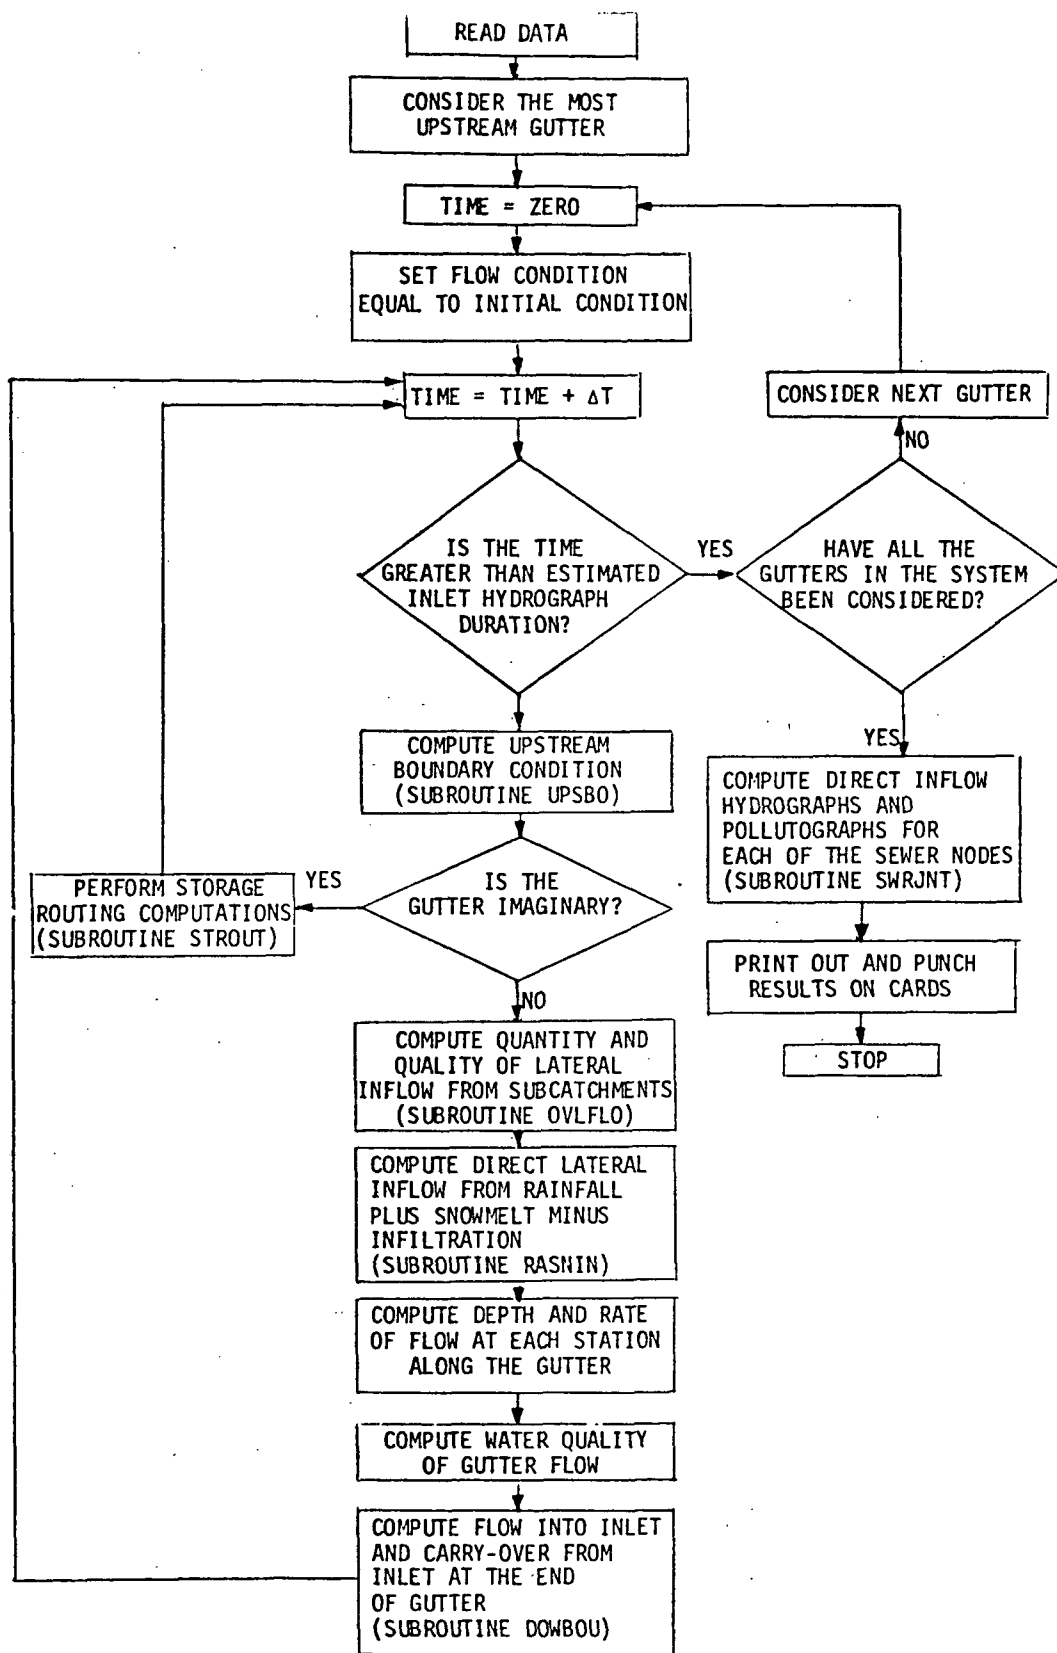 READ DATA
CONSIDER THE MOST
UPSTREAM GUTTER
TIME = ZERO
SET FLOW CONDITION
EQUAL TO INITIAL CONDITION
TIME = TIME + ΔT
CONSIDER NEXT GUTTER
NO
IS THE TIME
GREATER THAN ESTIMATED
INLET HYDROGRAPH
DURATION?
YES
HAVE ALL THE
GUTTERS IN THE SYSTEM
BEEN CONSIDERED?
YES
COMPUTE UPSTREAM
BOUNDARY CONDITION
(SUBROUTINE UPSBO)
COMPUTE DIRECT INFLOW
HYDROGRAPHS AND
POLLUTOGRAPHS FOR
EACH OF THE SEWER NODES
(SUBROUTINE SWRJNT)
IS THE
GUTTER IMAGINARY?
YES
PERFORM STORAGE
ROUTING COMPUTATIONS
(SUBROUTINE STROUT)
PRINT OUT AND PUNCH
RESULTS ON CARDS
STOP
NO
COMPUTE QUANTITY AND
QUALITY OF LATERAL
INFLOW FROM SUBCATCHMENTS
(SUBROUTINE OVLFLO)
COMPUTE DIRECT LATERAL
INFLOW FROM RAINFALL
PLUS SNOWMELT MINUS
INFILTRATION
(SUBROUTINE RASNIN)
COMPUTE DEPTH AND RATE
OF FLOW AT EACH STATION
ALONG THE GUTTER
COMPUTE WATER QUALITY
OF GUTTER FLOW
COMPUTE FLOW INTO INLET
AND CARRY-OVER FROM
INLET AT THE END
OF GUTTER
(SUBROUTINE DOWBOU)